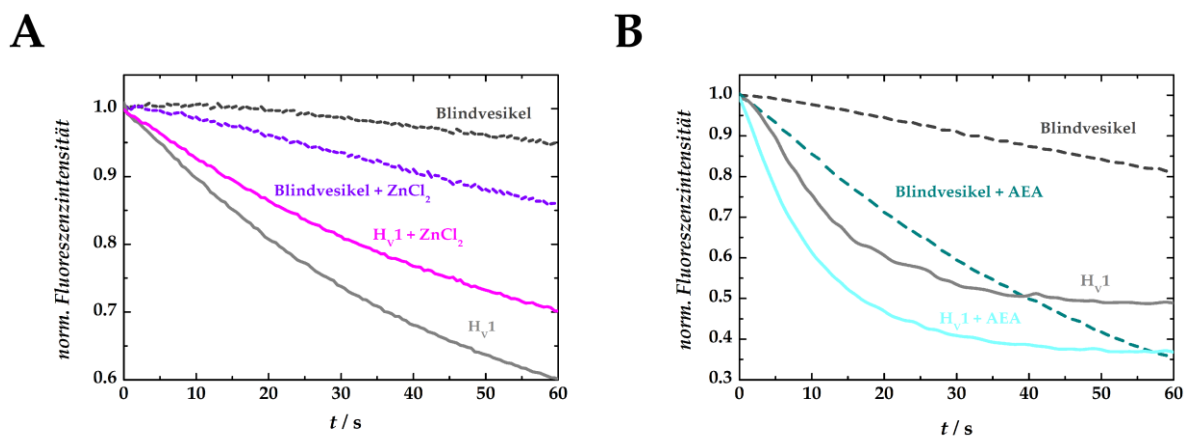 A
norm. Fluoreszenzintensität
1.0
0.9
0.8
0.7
0.6
0
10
20
30
40
50
60
t / s
Blindvesikel
Blindvesikel + ZnCl₂
Hᵥ1 + ZnCl₂
Hᵥ1
B
norm. Fluoreszenzintensität
1.0
0.9
0.8
0.7
0.6
0.5
0.4
0.3
0
10
20
30
40
50
60
t / s
Blindvesikel
Blindvesikel + AEA
Hᵥ1
Hᵥ1 + AEA